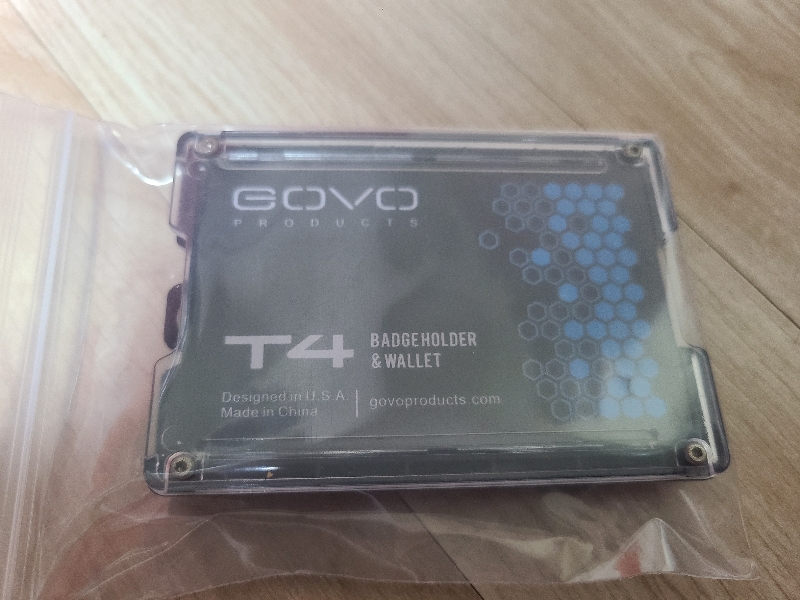 GOVO
PRODUCTS
T4 BADGEHOLDER
& WALLET
Designed in U.S.A.
Made in China
govoproducts.com